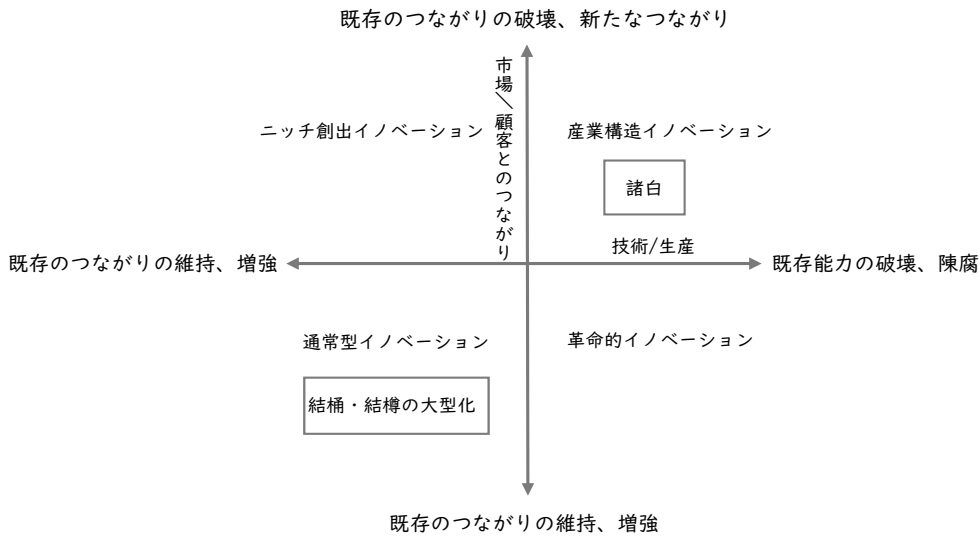 既存のつながりの破壊、新たなつながり
市場/顧客とのつながり
ニッチ創出イノベーション
産業構造イノベーション
諸白
技術/生産
既存のつながりの維持、増強
既存能力の破壊、陳腐
通常型イノベーション
革命的イノベーション
結桶・結樽の大型化
既存のつながりの維持、増強